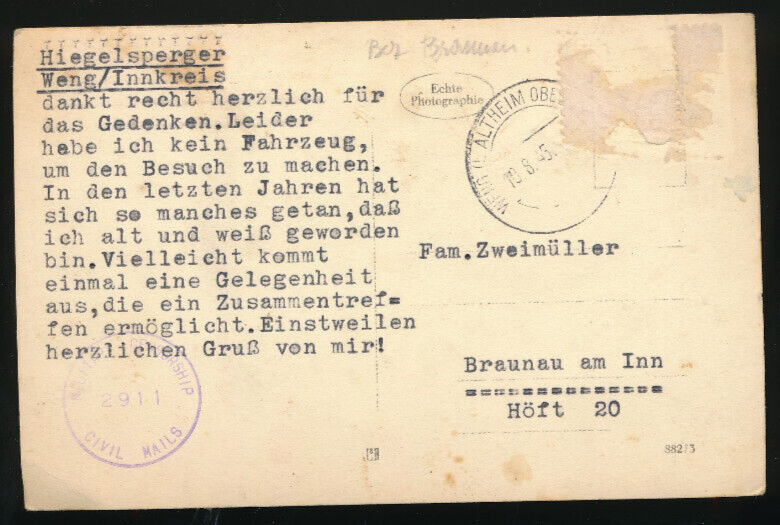 Hiegelsperger
Weng/Innkreis
dankt recht herzlich für
das Gedenken.Leider
habe ich kein Fahrzeug,
um den Besuch zu machen.
In den letzten Jahren hat
sich so manches getan,daß
ich alt und weiß geworden
bin.Vielleicht kommt
einmal eine Gelegenheit
aus,die ein Zusammentref=
fen ermöglicht.Einstweilen
herzlichen Gruß von mir!
Echte
Photographie
ALTHEIM OBE
Fam.Zweimüller
Braunau am Inn
Höft 20
CENSORSHIP
2911
CIVIL MAILS
88273